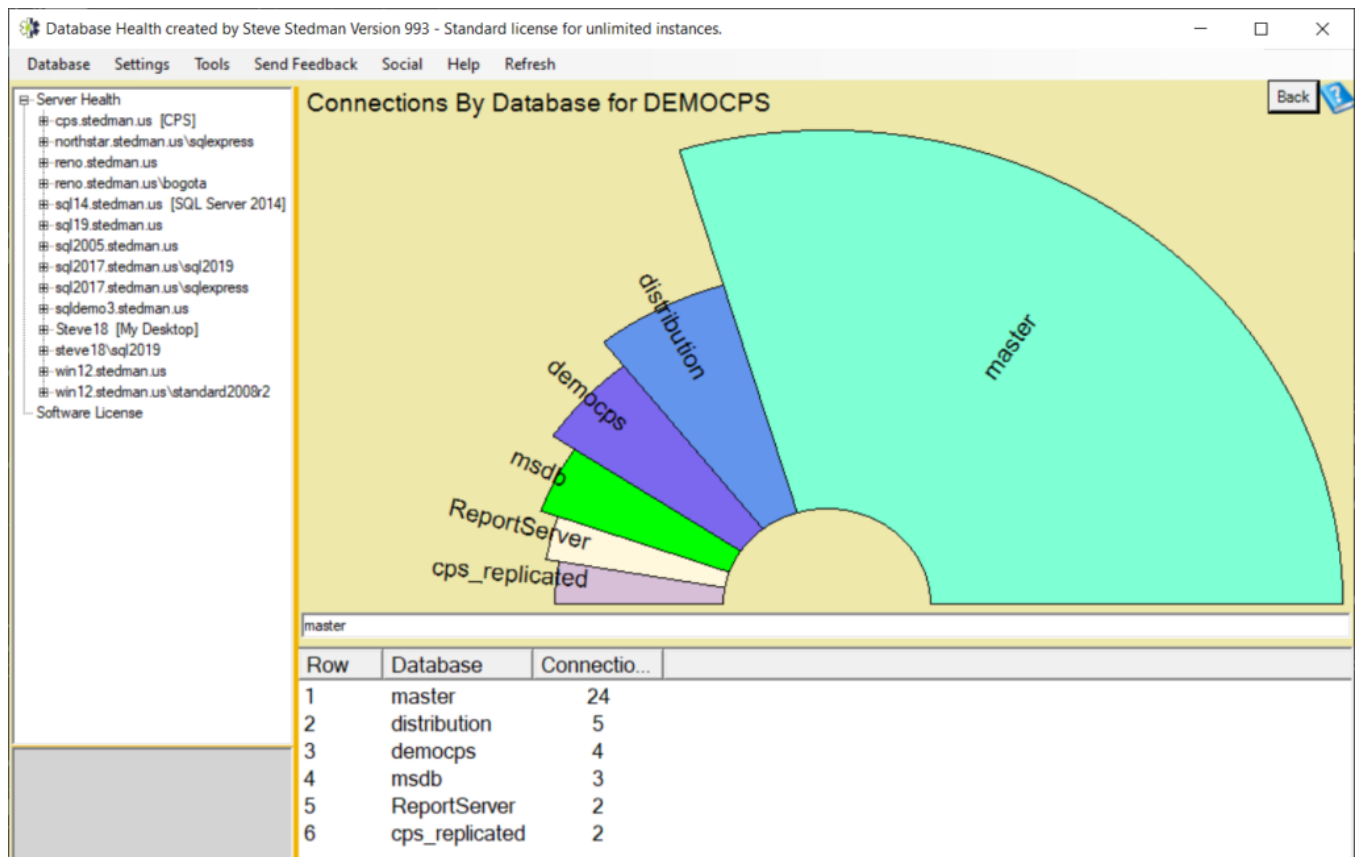 Database Health created by Steve Stedman Version 993 - Standard license for unlimited instances.
Database Settings Tools Send Feedback Social Help Refresh
Server Health
cps.stedman.us [CPS]
northstar.stedman.us\sqlexpress
reno.stedman.us
reno.stedman.us\bogota
sql14.stedman.us [SQL Server 2014]
sql19.stedman.us
sql2005.stedman.us
sql2017.stedman.us\sql2019
sql2017.stedman.us\sqlexpress
sqldemo3.stedman.us
Steve18 [My Desktop]
steve18\sql2019
win12.stedman.us
win12.stedman.us\standard2008r2
Software License
Connections By Database for DEMOCPS
Back
?
master
distribution
democps
msdb
ReportServer
cps_replicated
master
Row Database Connectio...
1 master 24
2 distribution 5
3 democps 4
4 msdb 3
5 ReportServer 2
6 cps_replicated 2